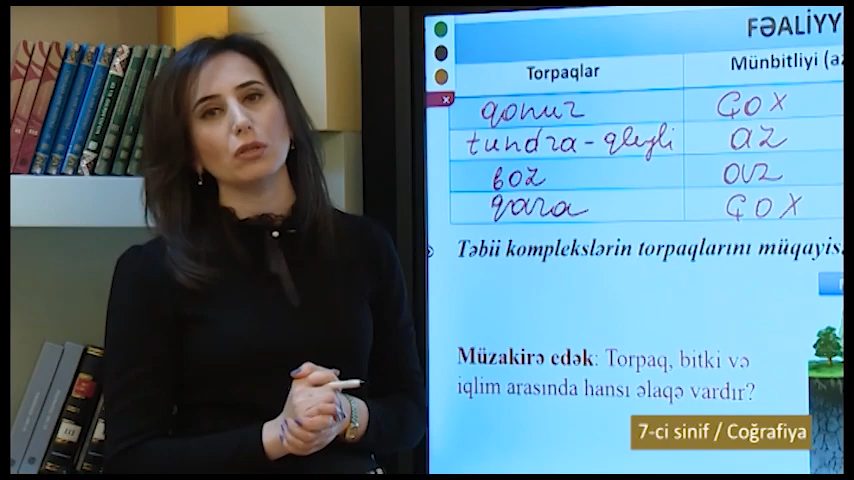 FƏALİYY
Torpaqlar Münbitliyi (az
qonur çox
tundra-qleyli az
boz az
qara çox
Təbii komplekslərin torpaqlarını müqayis
Müzakirə edək: Torpaq, bitki və
iqlim arasında hansı əlaqə vardır?
7-ci sinif / Coğrafiya